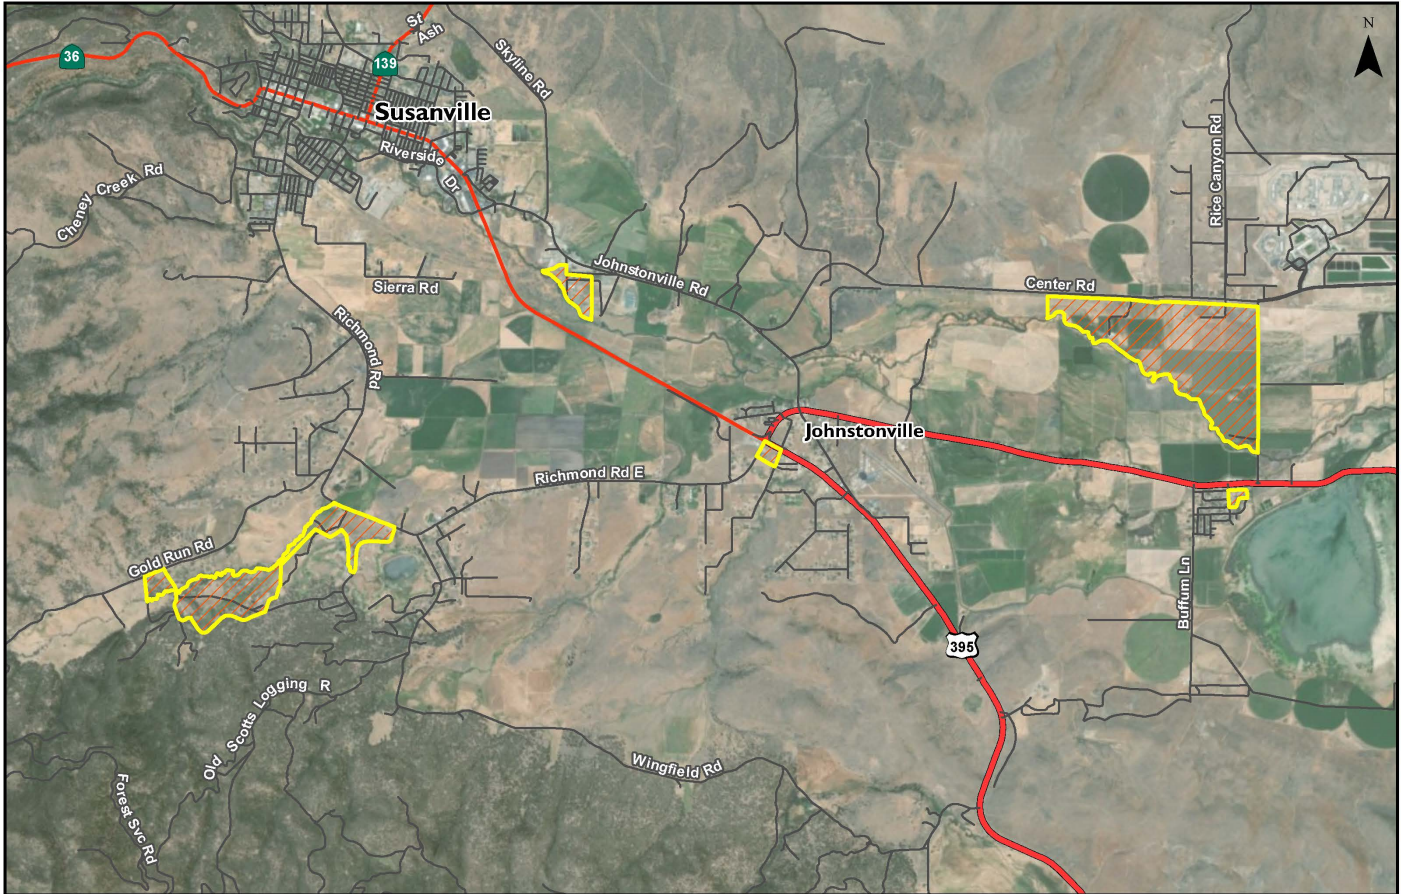 N
36
St
Ash
139
Skyline Rd
Susanville
Riverside
Dr
Cheney Creek Rd
Rice Canyon Rd
Johnstonville Rd
Sierra Rd
Center Rd
Richmond Rd
Johnstonville
Richmond Rd E
Gold Run Rd
Buffum Ln
395
Old Scotts Logging R
Wingfield Rd
Forest Svc Rd